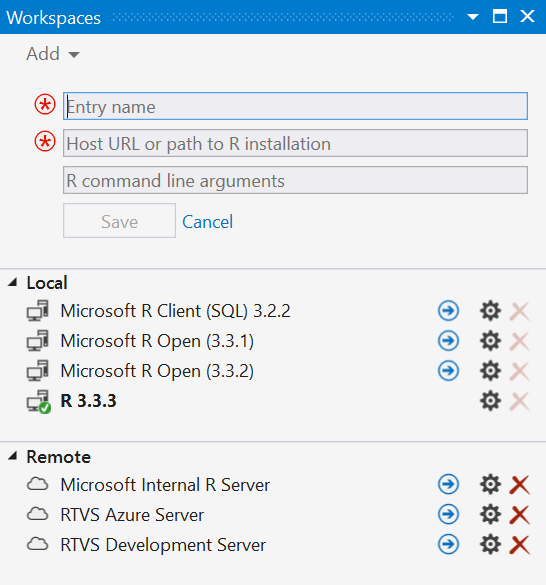 Workspaces
Add
Entry name
Host URL or path to R installation
R command line arguments
Save Cancel
Local
Microsoft R Client (SQL) 3.2.2
Microsoft R Open (3.3.1)
Microsoft R Open (3.3.2)
R 3.3.3
Remote
Microsoft Internal R Server
RTVS Azure Server
RTVS Development Server